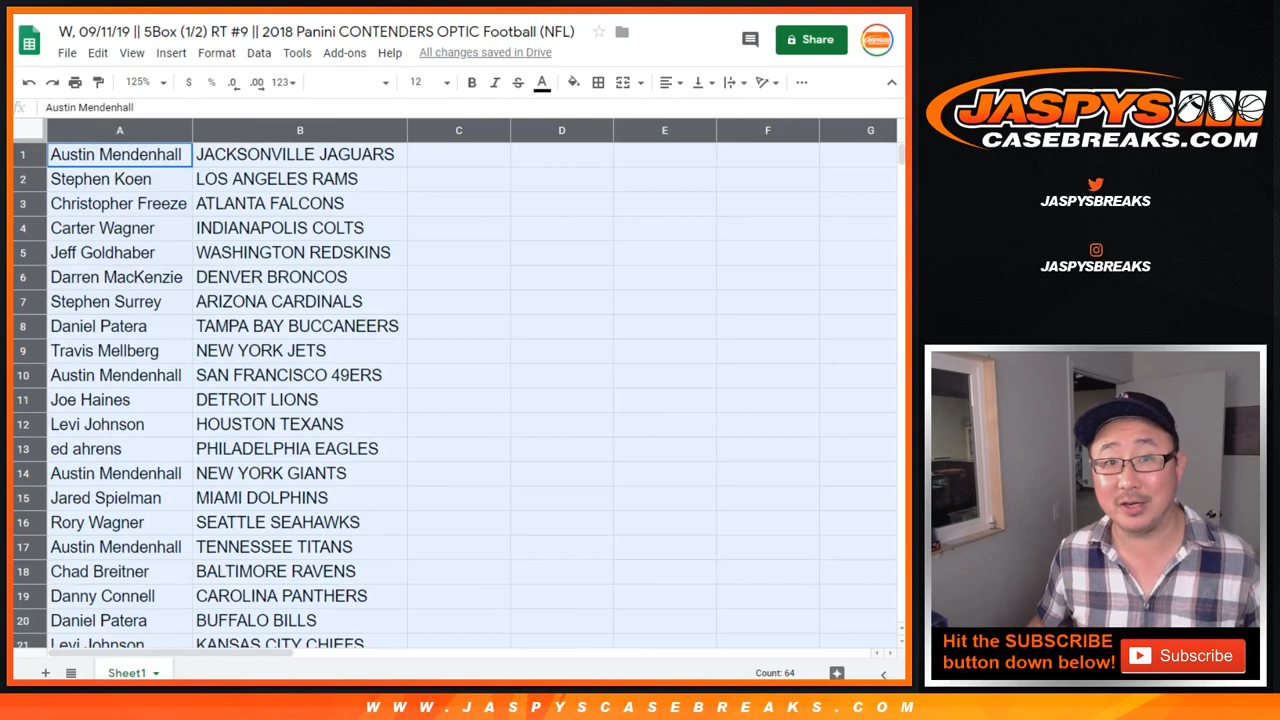 W, 09/11/19 || 5Box (1/2) RT #9 || 2018 Panini CONTENDERS OPTIC Football (NFL)
File Edit View Insert Format Data Tools Add-ons Help All changes saved in Drive
Share
125% $ % .0 .00 123 12 B I S A
fx Austin Mendenhall
A B C D E F G
1 Austin Mendenhall JACKSONVILLE JAGUARS
2 Stephen Koen LOS ANGELES RAMS
3 Christopher Freeze ATLANTA FALCONS
4 Carter Wagner INDIANAPOLIS COLTS
5 Jeff Goldhaber WASHINGTON REDSKINS
6 Darren MacKenzie DENVER BRONCOS
7 Stephen Surrey ARIZONA CARDINALS
8 Daniel Patera TAMPA BAY BUCCANEERS
9 Travis Mellberg NEW YORK JETS
10 Austin Mendenhall SAN FRANCISCO 49ERS
11 Joe Haines DETROIT LIONS
12 Levi Johnson HOUSTON TEXANS
13 ed ahrens PHILADELPHIA EAGLES
14 Austin Mendenhall NEW YORK GIANTS
15 Jared Spielman MIAMI DOLPHINS
16 Rory Wagner SEATTLE SEAHAWKS
17 Austin Mendenhall TENNESSEE TITANS
18 Chad Breitner BALTIMORE RAVENS
19 Danny Connell CAROLINA PANTHERS
20 Daniel Patera BUFFALO BILLS
21 Levi Johnson KANSAS CITY CHIEFS
Sheet1
Count: 64
JASPYS
CASEBREAKS.COM
JASPYSBREAKS
JASPYSBREAKS
Hit the SUBSCRIBE
button down below!
Subscribe
WWW.JASPYSCASEBREAKS.COM